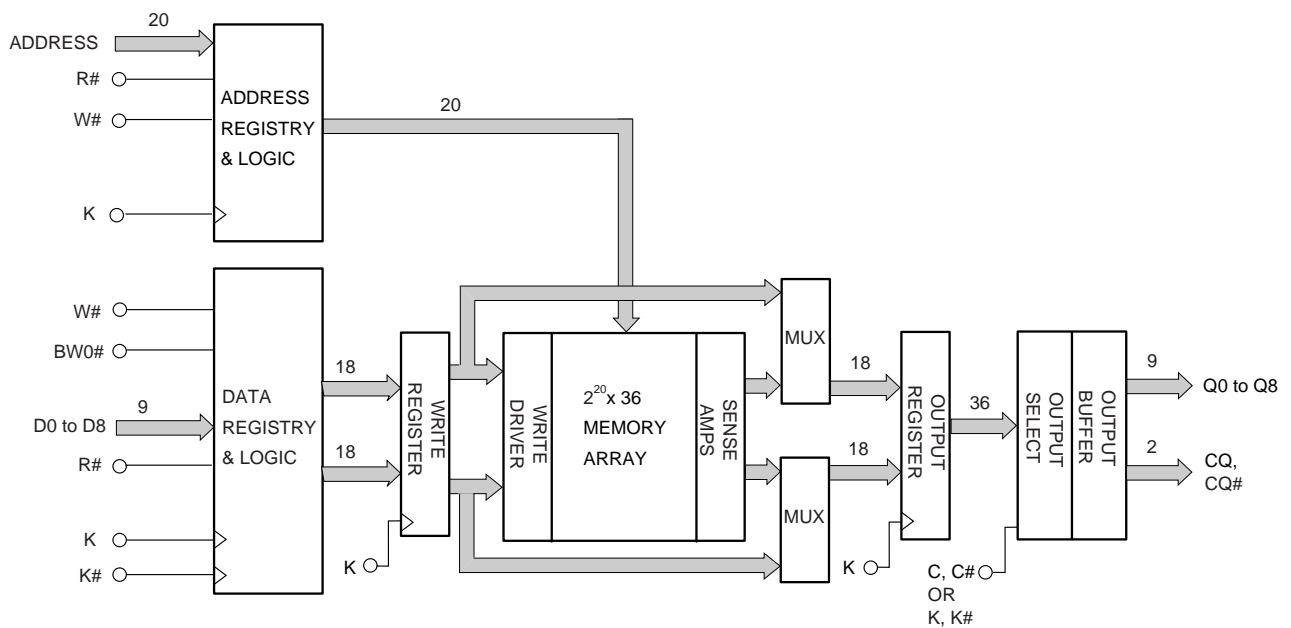 20
ADDRESS
R#
W#
K
ADDRESS
REGISTRY
& LOGIC
20
W#
BW0#
9
D0 to D8
R#
K
K#
DATA
REGISTRY
& LOGIC
18
18
WRITE
REGISTER
K
WRITE
DRIVER
2²⁰x 36
MEMORY
ARRAY
SENSE
AMPS
MUX
MUX
18
18
OUTPUT
REGISTER
K
36
OUTPUT
SELECT
OUTPUT
BUFFER
C, C#
OR
K, K#
9
Q0 to Q8
2
CQ,
CQ#